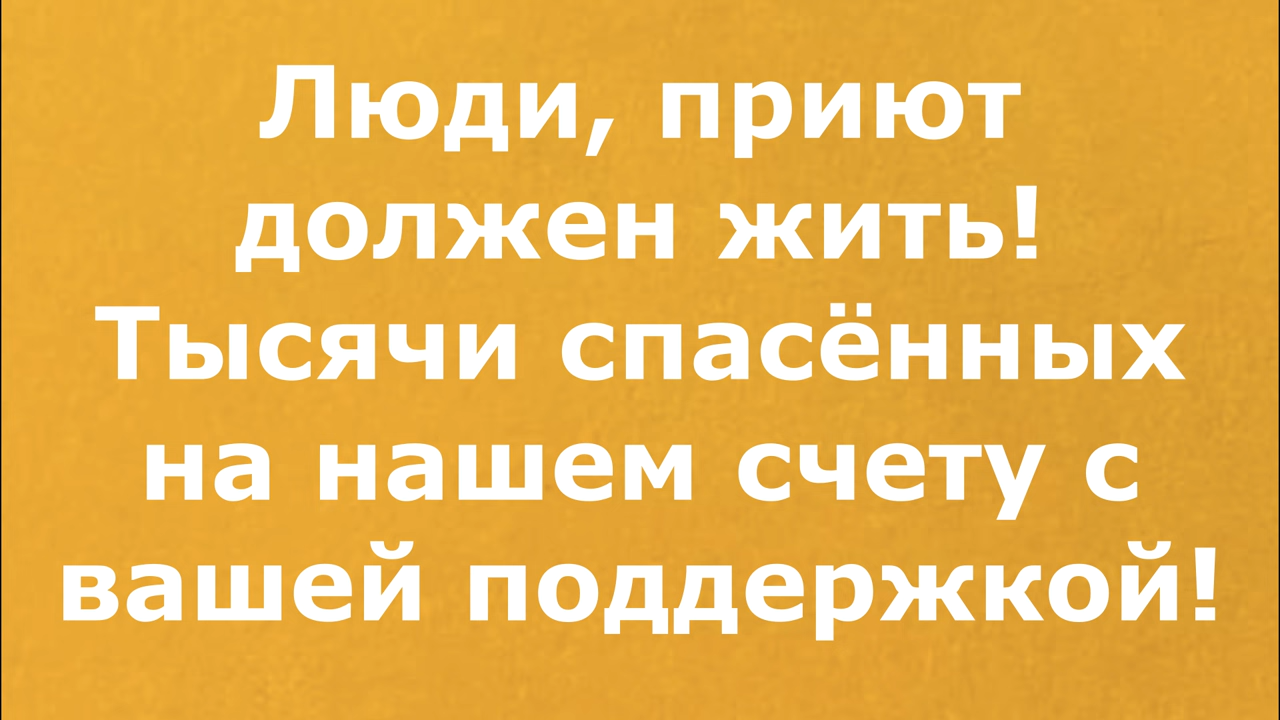 Люди, приют
должен жить!
Тысячи спасённых
на нашем счету с
вашей поддержкой!